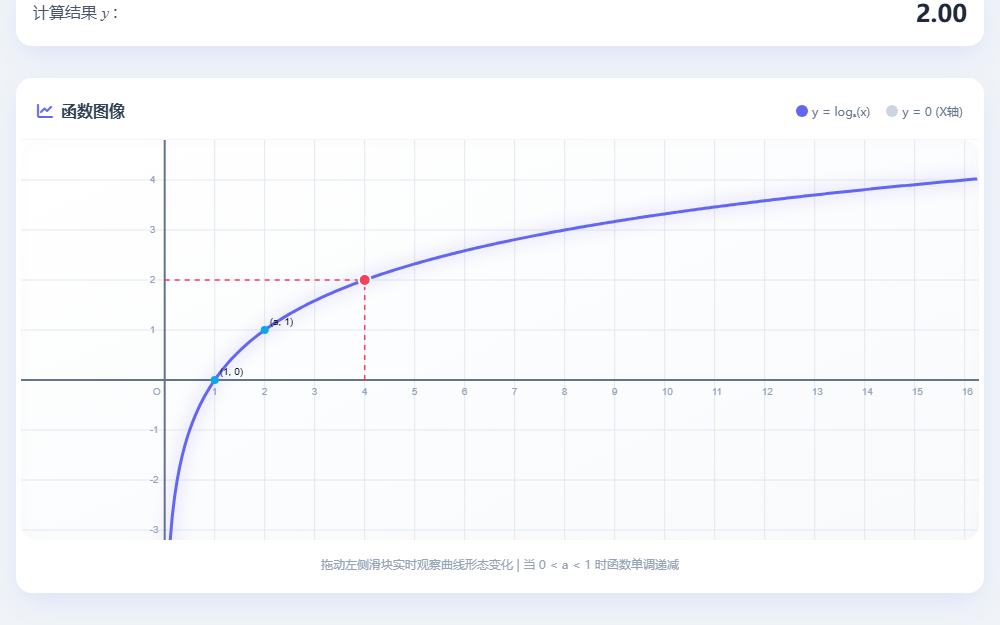 计算结果 y：
2.00
函数图像
y = logₐ(x)
y = 0 (X轴)
4
3
2
1
(a, 1)
(1, 0)
O 1 2 3 4 5 6 7 8 9 10 11 12 13 14 15 16
-1
-2
-3
拖动左侧滑块实时观察曲线形态变化 | 当 0 < a < 1 时函数单调递减